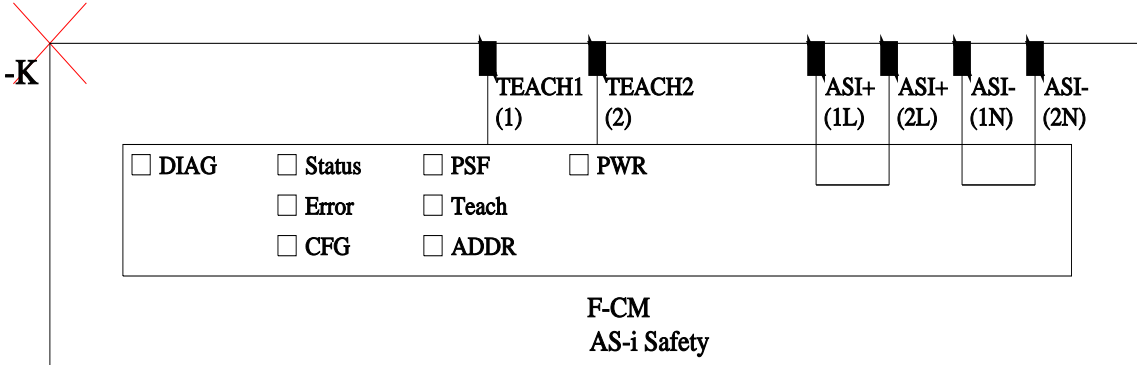 -K
TEACH1 TEACH2 ASI+ ASI+ ASI- ASI-
(1) (2) (1L) (2L) (1N) (2N)
DIAG Status PSF PWR
Error Teach
CFG ADDR
F-CM
AS-i Safety